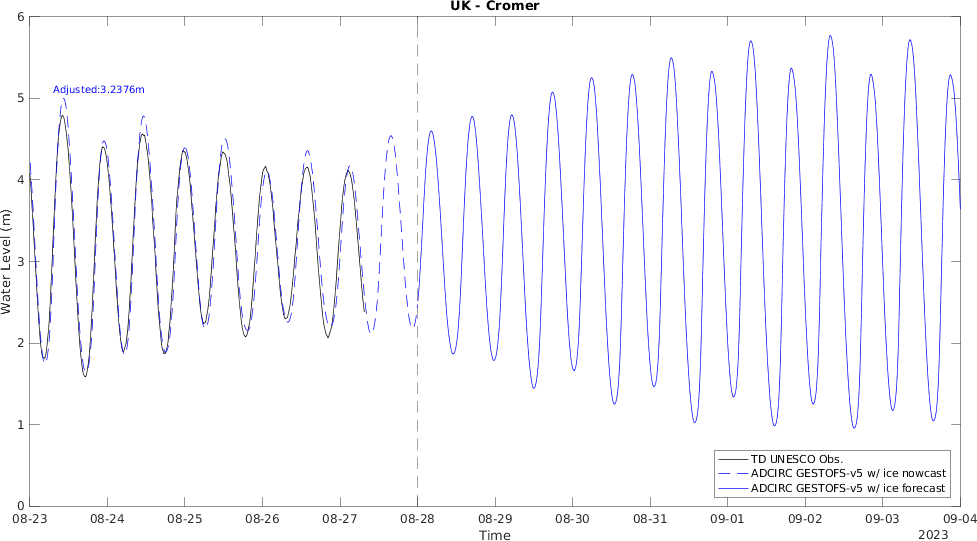 UK - Cromer
6
5
4
3
2
1
0
Water Level (m)
Adjusted:3.2376m
TD UNESCO Obs.
ADCIRC GESTOFS-v5 w/ ice nowcast
ADCIRC GESTOFS-v5 w/ ice forecast
08-23 08-24 08-25 08-26 08-27 08-28 08-29 08-30 08-31 09-01 09-02 09-03 09-04
Time
2023